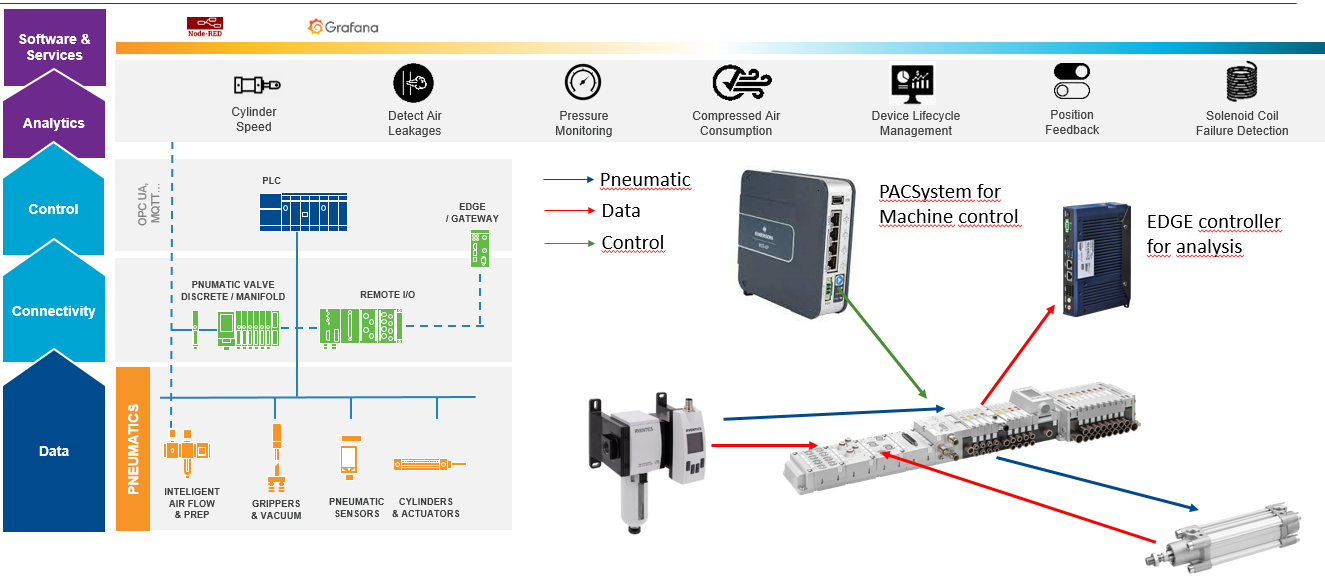 Software &
Services
Analytics
Control
Connectivity
Data
Node-RED
Grafana
Cylinder
Speed
Detect Air
Leakages
Pressure
Monitoring
Compressed Air
Consumption
Device Lifecycle
Management
Position
Feedback
Solenoid Coil
Failure Detection
OPC UA,
MQTT...
PLC
EDGE
/ GATEWAY
PNUMATIC VALVE
DISCRETE / MANIFOLD
REMOTE I/O
PNEUMATICS
INTELIGENT
AIR FLOW
& PREP
GRIPPERS
& VACUUM
PNEUMATIC
SENSORS
CYLINDERS
& ACTUATORS
Pneumatic
Data
Control
EMERSON
PACSystem for
Machine control
EDGE controller
for analysis
AVENTICS
AVENTICS